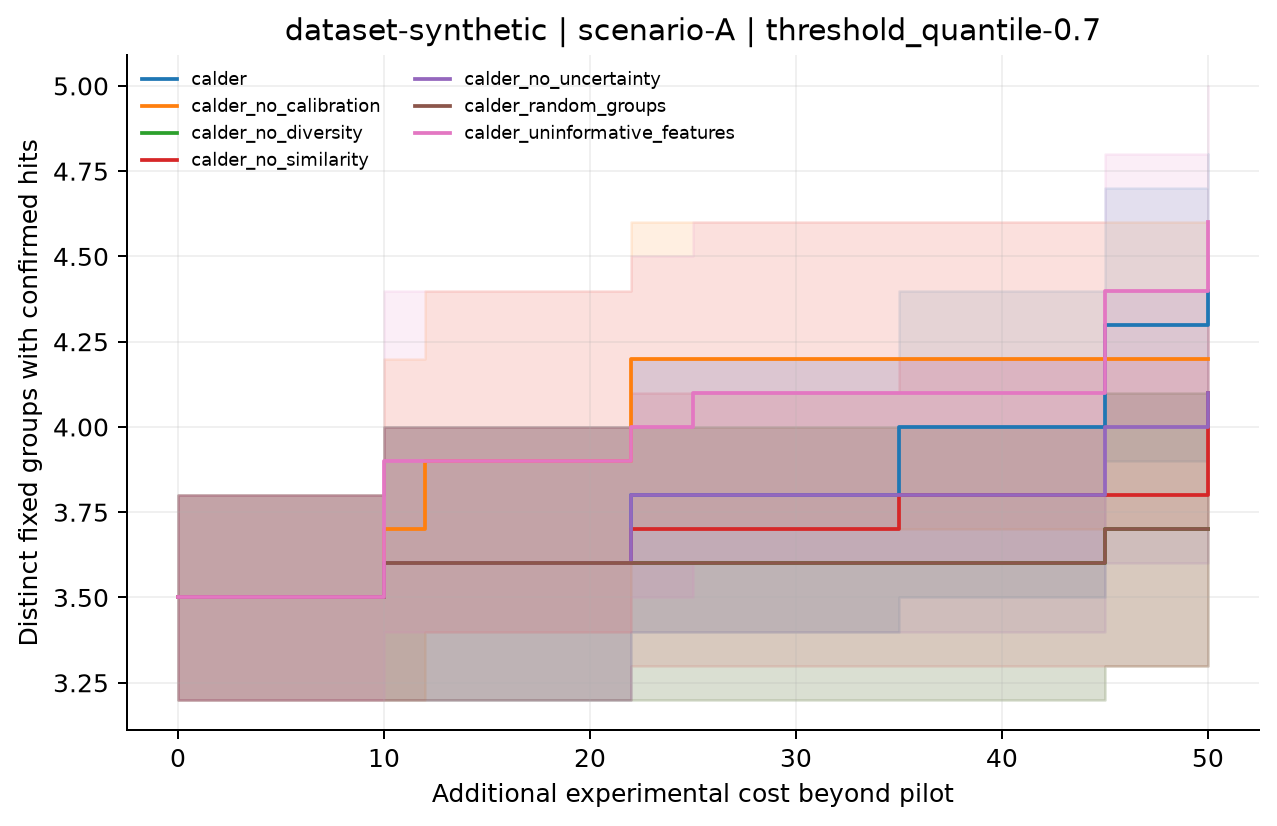 dataset-synthetic | scenario-A | threshold_quantile-0.7
calder
calder_no_calibration
calder_no_diversity
calder_no_similarity
calder_no_uncertainty
calder_random_groups
calder_uninformative_features
Distinct fixed groups with confirmed hits
5.00
4.75
4.50
4.25
4.00
3.75
3.50
3.25
0
10
20
30
40
50
Additional experimental cost beyond pilot